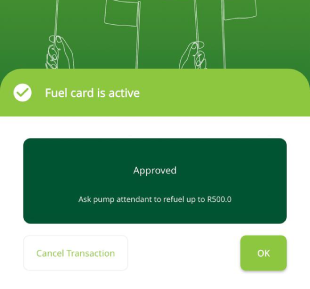 Fuel card is active
Approved
Ask pump attendant to refuel up to R500.0
Cancel Transaction
OK